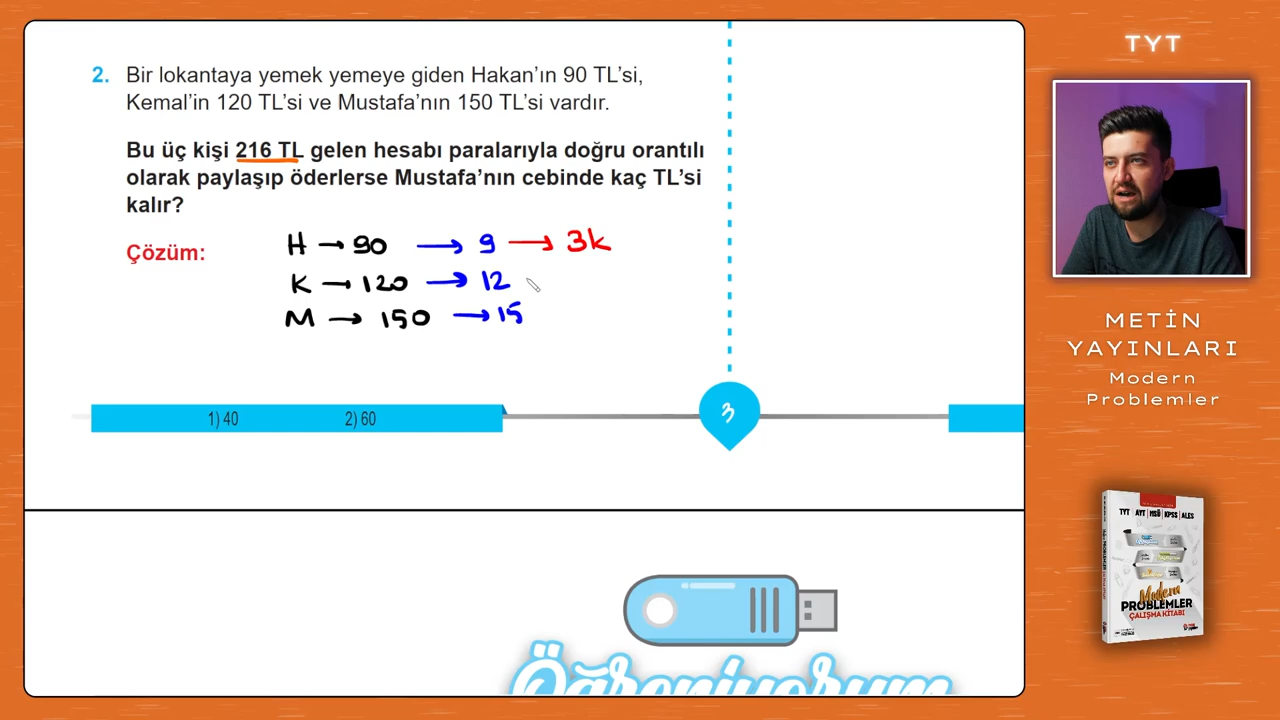 2. Bir lokantaya yemek yemeye giden Hakan'ın 90 TL'si,
Kemal'in 120 TL'si ve Mustafa'nın 150 TL'si vardır.
Bu üç kişi 216 TL gelen hesabı paralarıyla doğru orantılı
olarak paylaşıp öderlerse Mustafa'nın cebinde kaç TL'si
kalır?
Çözüm:
H → 90 → 9 → 3k
K → 120 → 12
M → 150 → 15
1) 40 2) 60
3
Öğreniyorum
TYT
METİN
YAYINLARI
Modern
Problemler
TYT AYT MSÜ KPSS ALES
Modern
PROBLEMLER
ÇALIŞMA KİTABI